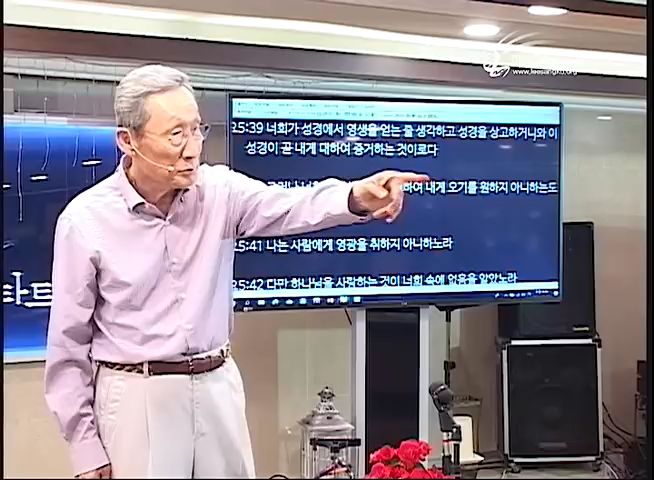 www.leesangku.org
5:39 너희가 성경에서 영생을 얻는 줄 생각하고 성경을 상고하거니와 이
성경이 곧 내게 대하여 증거하는 것이로다
하여 내게 오기를 원하지 아니하는도
5:41 나는 사람에게 영광을 취하지 아니하노라
5:42 다만 하나님을 사랑하는 것이 너희 속에 없음을 알았노라